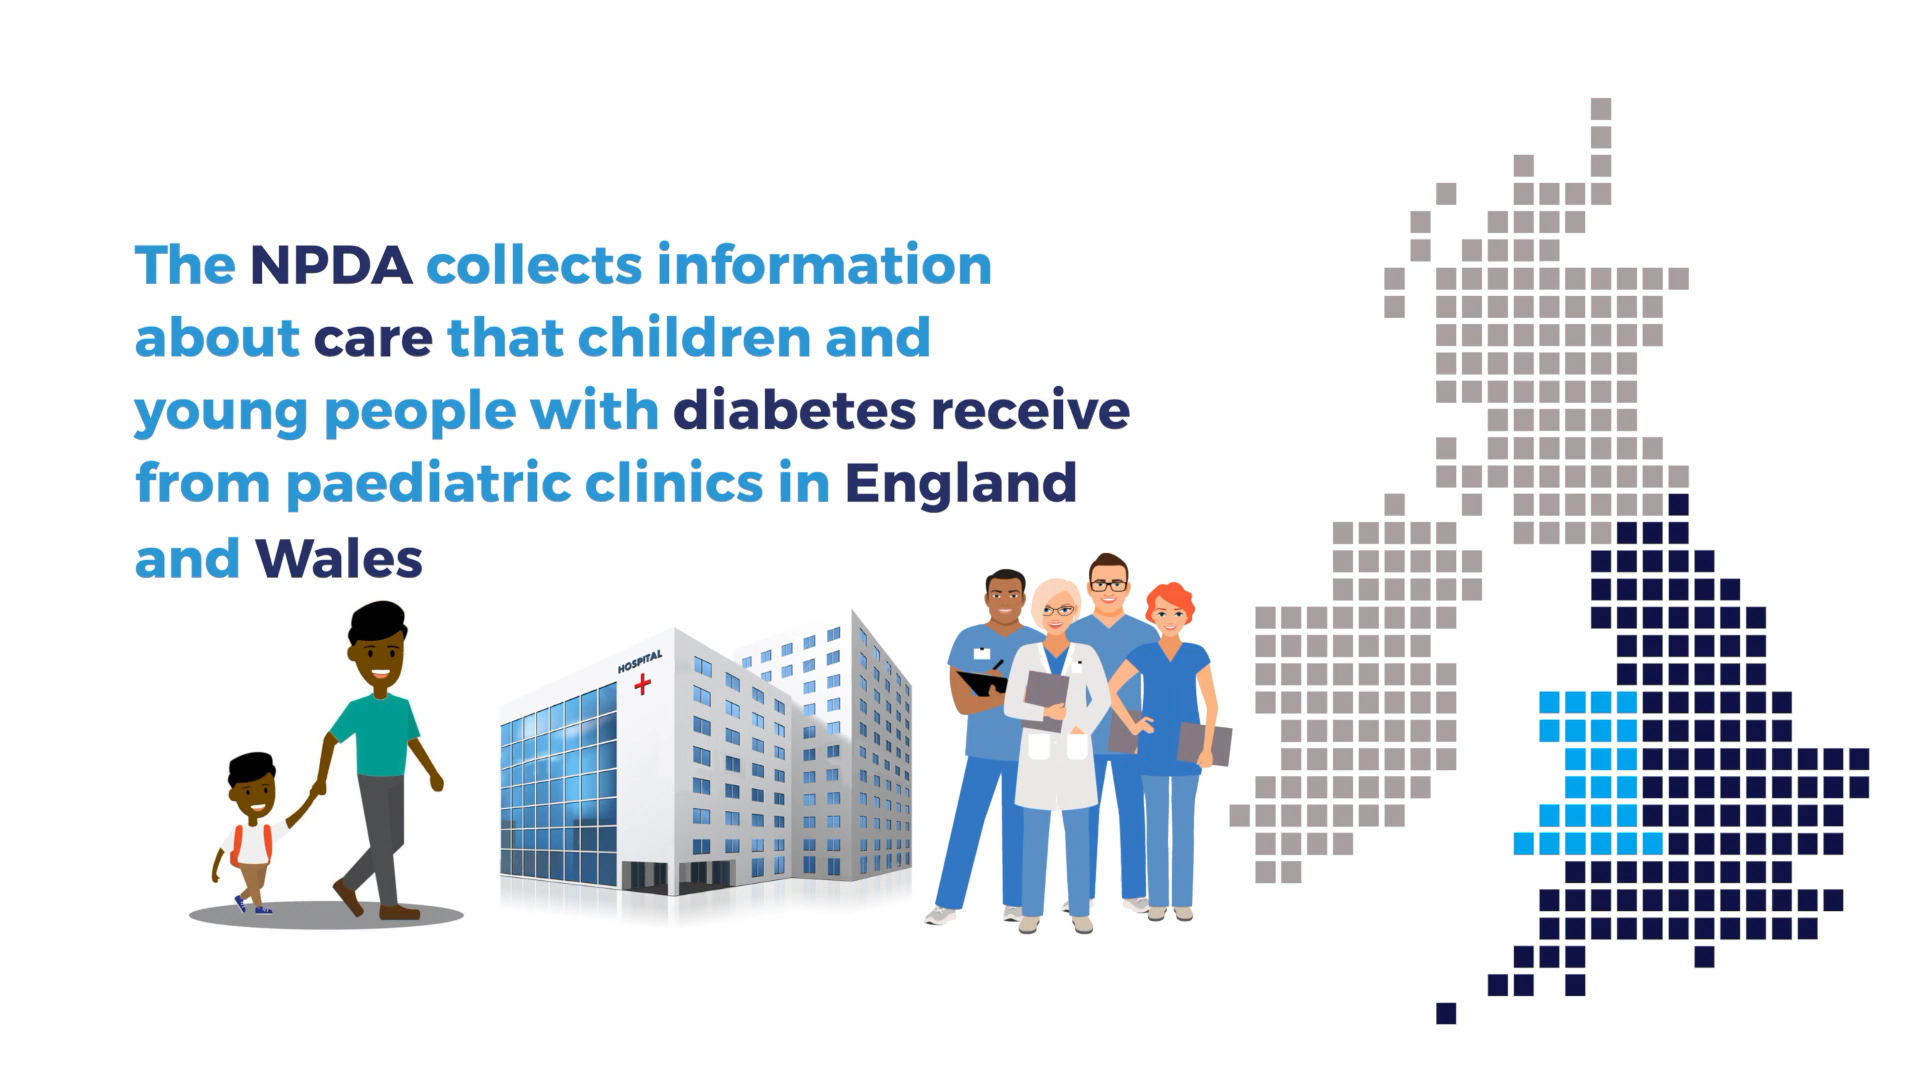 The NPDA collects information
about care that children and
young people with diabetes receive
from paediatric clinics in England
and Wales
HOSPITAL